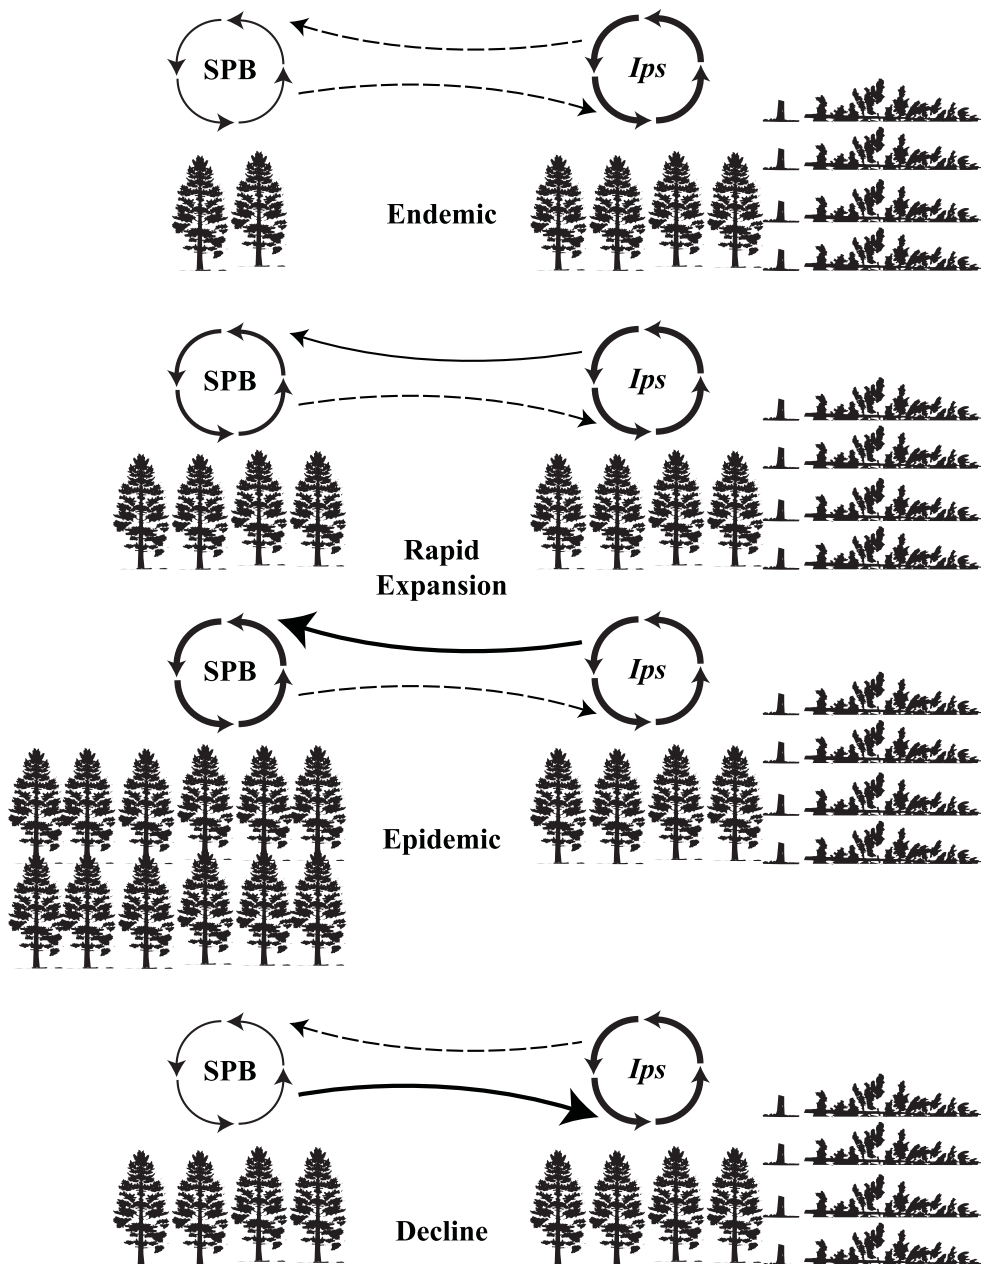 SPB
Ips
Endemic
SPB
Ips
Rapid
Expansion
SPB
Ips
Epidemic
SPB
Ips
Decline